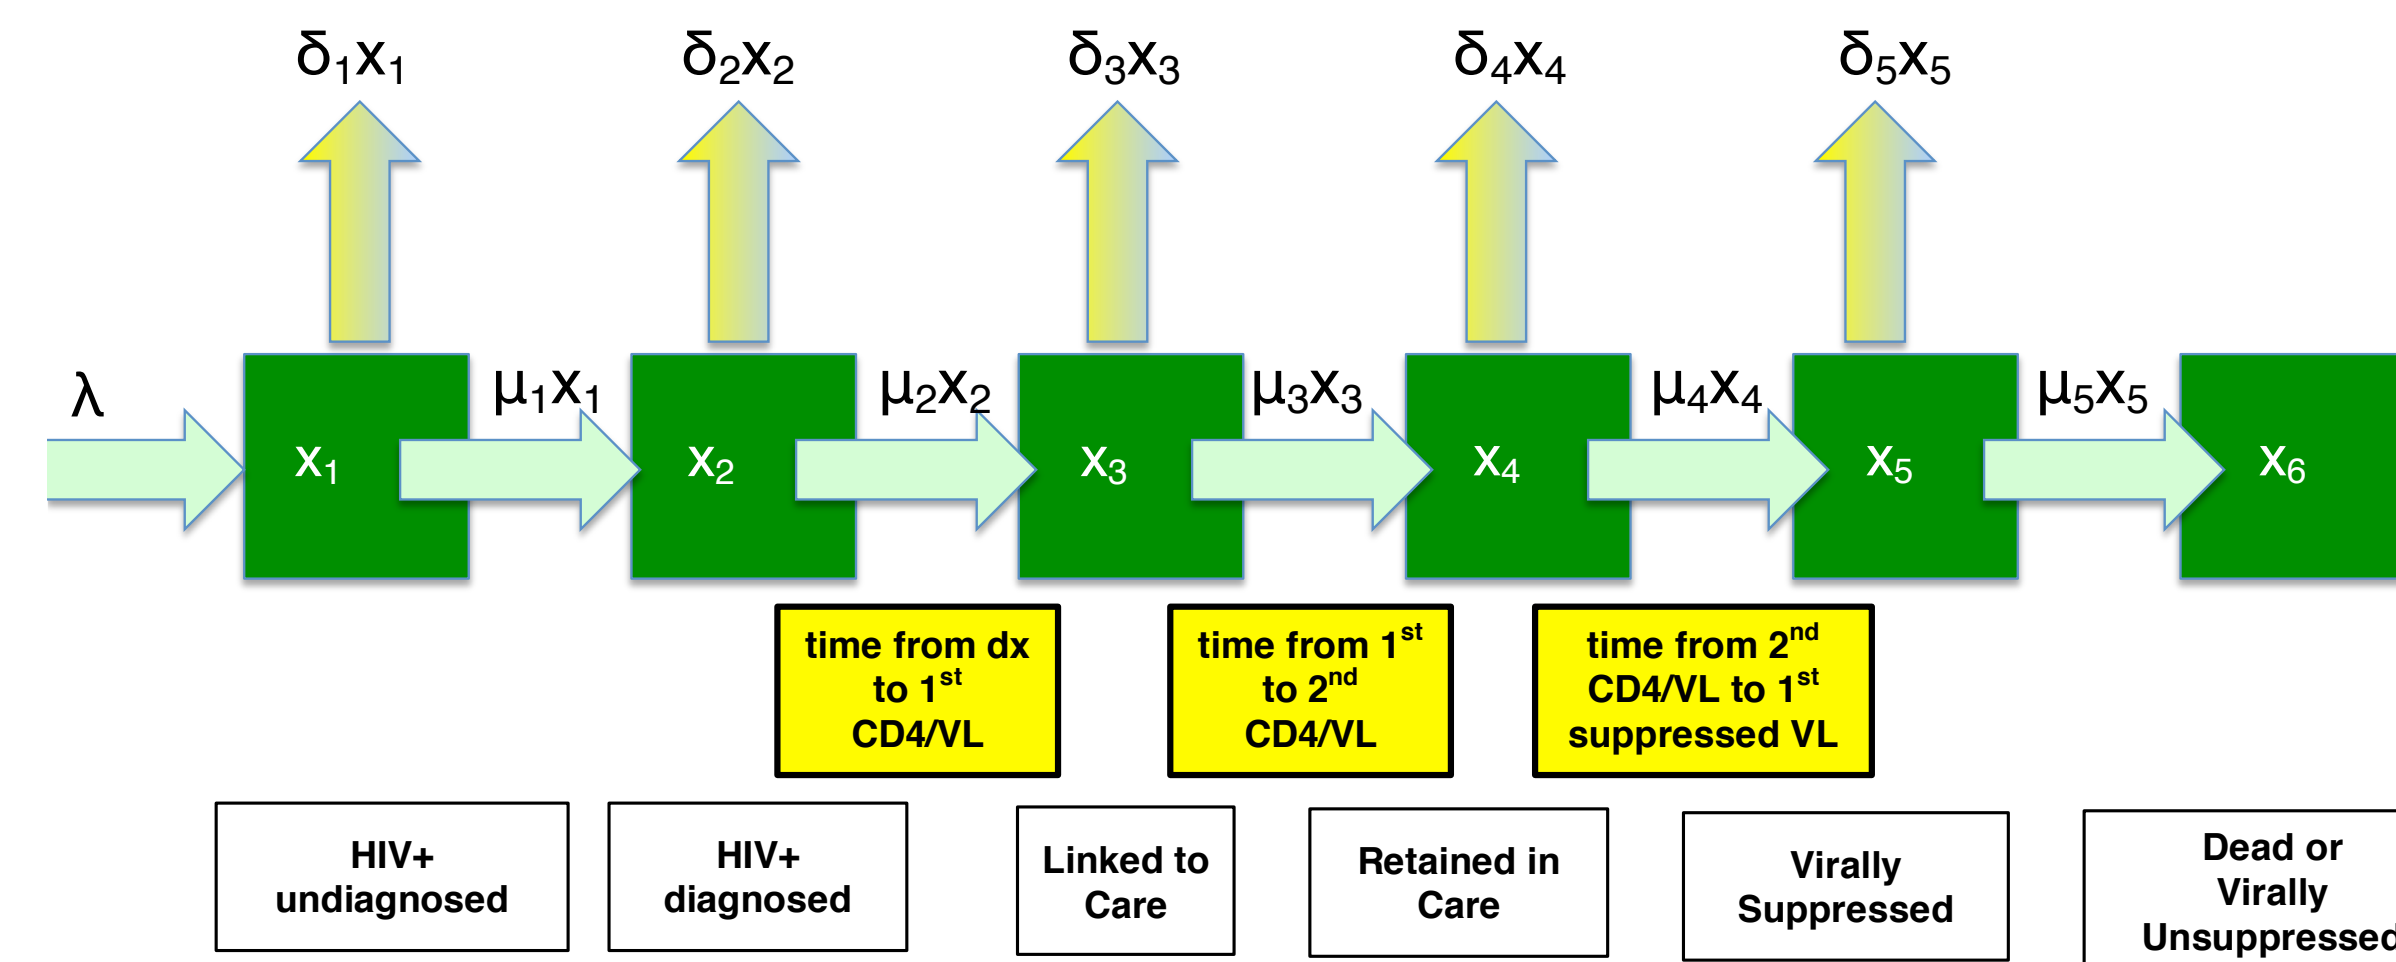 δ₁x₁ δ₂x₂ δ₃x₃ δ₄x₄ δ₅x₅
λ μ₁x₁ μ₂x₂ μ₃x₃ μ₄x₄ μ₅x₅
x₁ x₂ x₃ x₄ x₅ x₆
time from dx
to 1st
CD4/VL
time from 1st
to 2nd
CD4/VL
time from 2nd
CD4/VL to 1st
suppressed VL
HIV+
undiagnosed
HIV+
diagnosed
Linked to
Care
Retained in
Care
Virally
Suppressed
Dead or
Virally
Unsuppressed